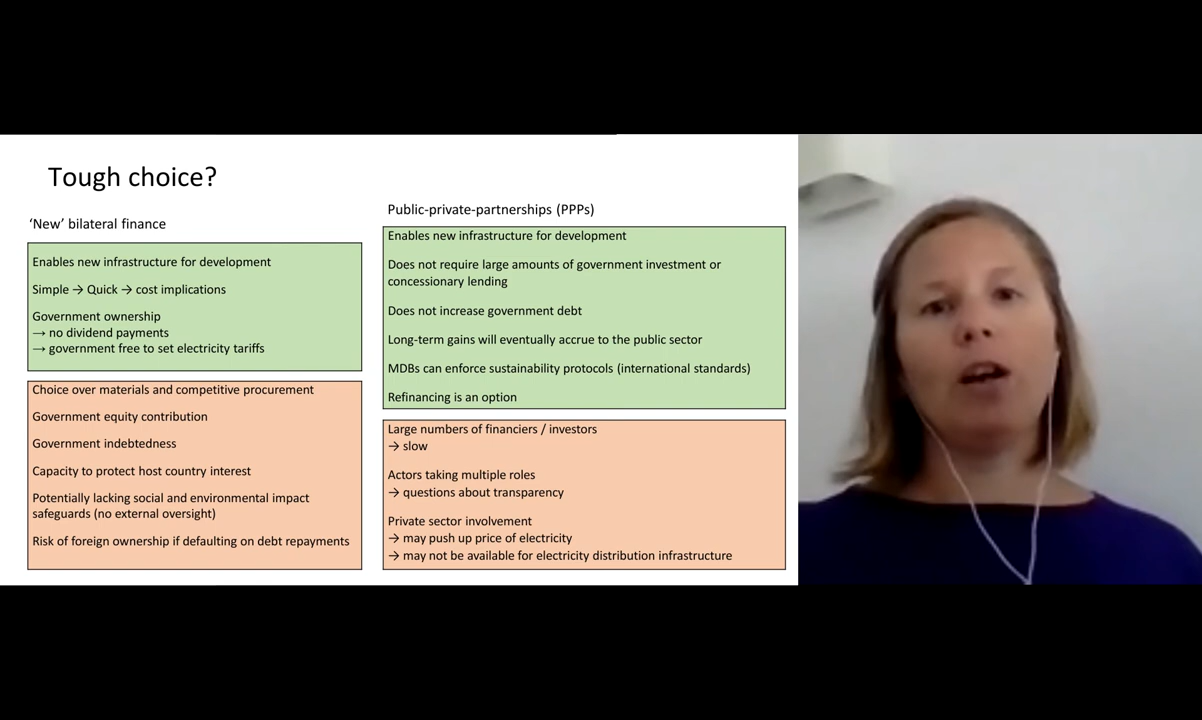 Tough choice?
‘New’ bilateral finance
Enables new infrastructure for development
Simple → Quick → cost implications
Government ownership
→ no dividend payments
→ government free to set electricity tariffs
Choice over materials and competitive procurement
Government equity contribution
Government indebtedness
Capacity to protect host country interest
Potentially lacking social and environmental impact
safeguards (no external oversight)
Risk of foreign ownership if defaulting on debt repayments
Public-private-partnerships (PPPs)
Enables new infrastructure for development
Does not require large amounts of government investment or
concessionary lending
Does not increase government debt
Long-term gains will eventually accrue to the public sector
MDBs can enforce sustainability protocols (international standards)
Refinancing is an option
Large numbers of financiers / investors
→ slow
Actors taking multiple roles
→ questions about transparency
Private sector involvement
→ may push up price of electricity
→ may not be available for electricity distribution infrastructure